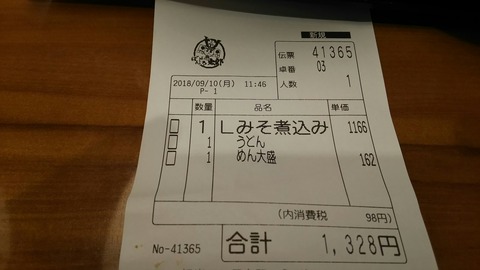 新規
伝票 41365
卓番 03
人数 1
2018/09/10(月) 11:46
P- 1
数量 品名 単価
1 Lみそ煮込み 1166
1 うどん
1 めん大盛 162
(内消費税 98円)
No-41365 合計 1,328円